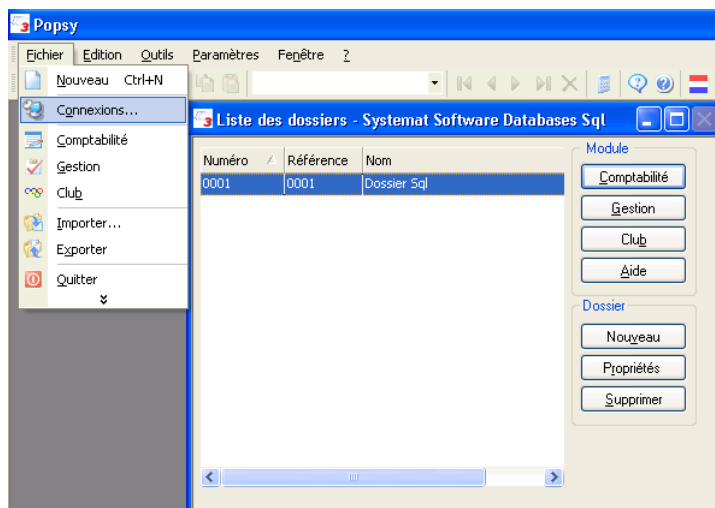 Popsy
Fichier Edition Outils Paramètres Fenêtre ?
Nouveau Ctrl+N
Connexions...
Comptabilité
Gestion
Club
Importer...
Exporter
Quitter
Liste des dossiers - Systemat Software Databases Sql
Numéro Référence Nom
0001 0001 Dossier Sql
Module
Comptabilité
Gestion
Club
Aide
Dossier
Nouveau
Propriétés
Supprimer